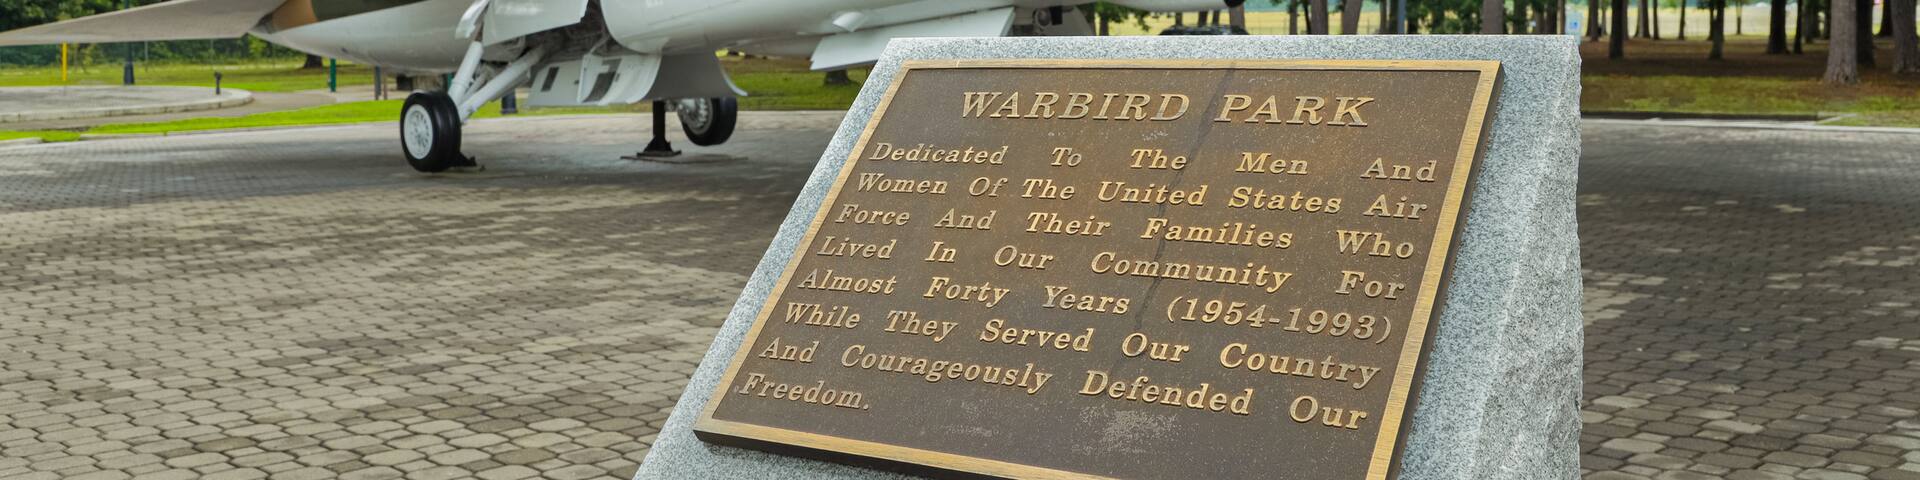 WARBIRD PARK
Dedicated To The Men And
Women Of The United States Air
Force And Their Families Who
Lived In Our Community For
Almost Forty Years (1954-1993)
While They Served Our Country
And Courageously Defended Our
Freedom.